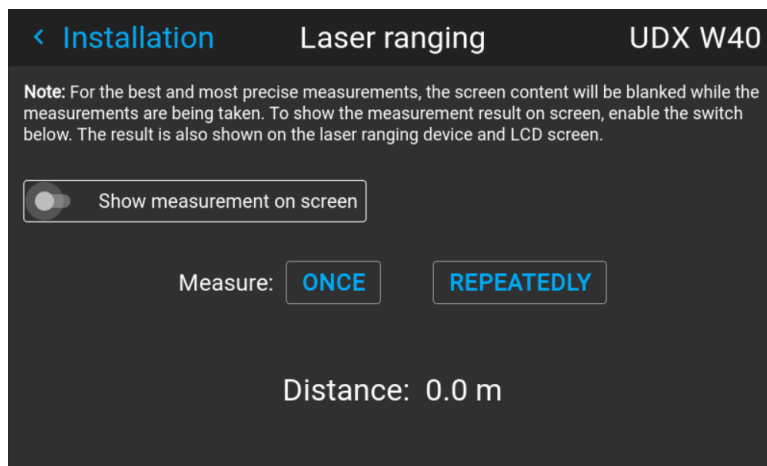 Installation Laser ranging UDX W40
Note: For the best and most precise measurements, the screen content will be blanked while the
measurements are being taken. To show the measurement result on screen, enable the switch
below. The result is also shown on the laser ranging device and LCD screen.
Show measurement on screen
Measure: ONCE REPEATEDLY
Distance: 0.0 m